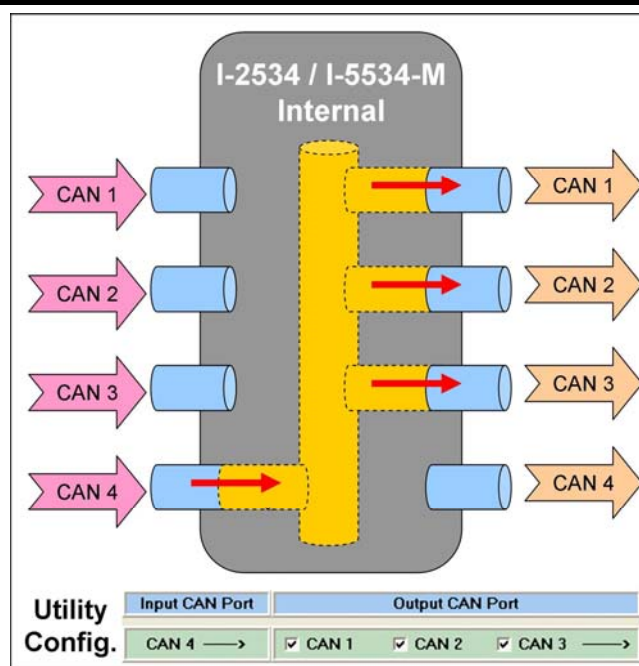 I-2534 / I-5534-M
Internal
CAN 1
CAN 1
CAN 2
CAN 2
CAN 3
CAN 3
CAN 4
CAN 4
Utility
Config.
Input CAN Port
Output CAN Port
CAN 4 ——>
CAN 1
CAN 2
CAN 3 ——>